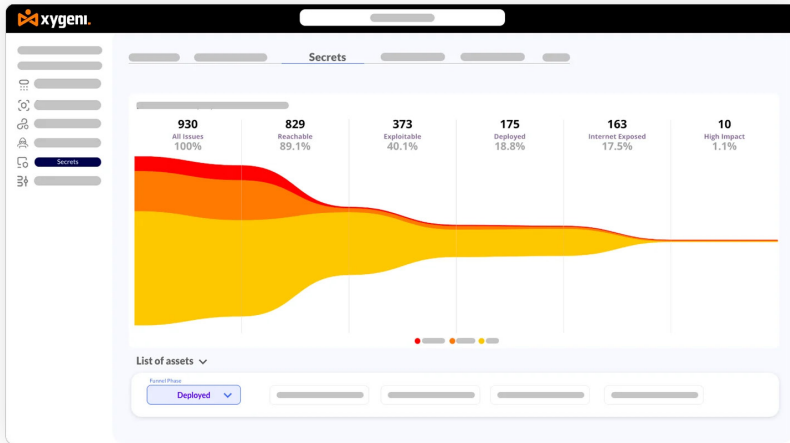 xygeni.
Secrets
930 829 373 175 163 10
All Issues Reachable Exploitable Deployed Internet Exposed High Impact
100% 89.1% 40.1% 18.8% 17.5% 1.1%
Secrets
List of assets
Funnel Phase
Deployed